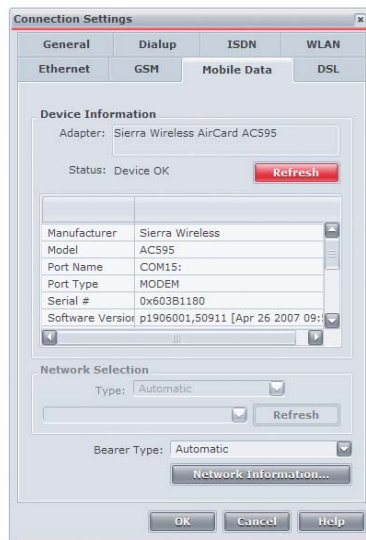 Connection Settings
General Dialup ISDN WLAN
Ethernet GSM Mobile Data DSL
Device Information
Adapter: Sierra Wireless AirCard AC595
Status: Device OK Refresh
Manufacturer Sierra Wireless
Model AC595
Port Name COM15:
Port Type MODEM
Serial # 0x603B1180
Software Version p1906001,50911 [Apr 26 2007 09:
Network Selection
Type: Automatic
Refresh
Bearer Type: Automatic
Network Information...
OK Cancel Help